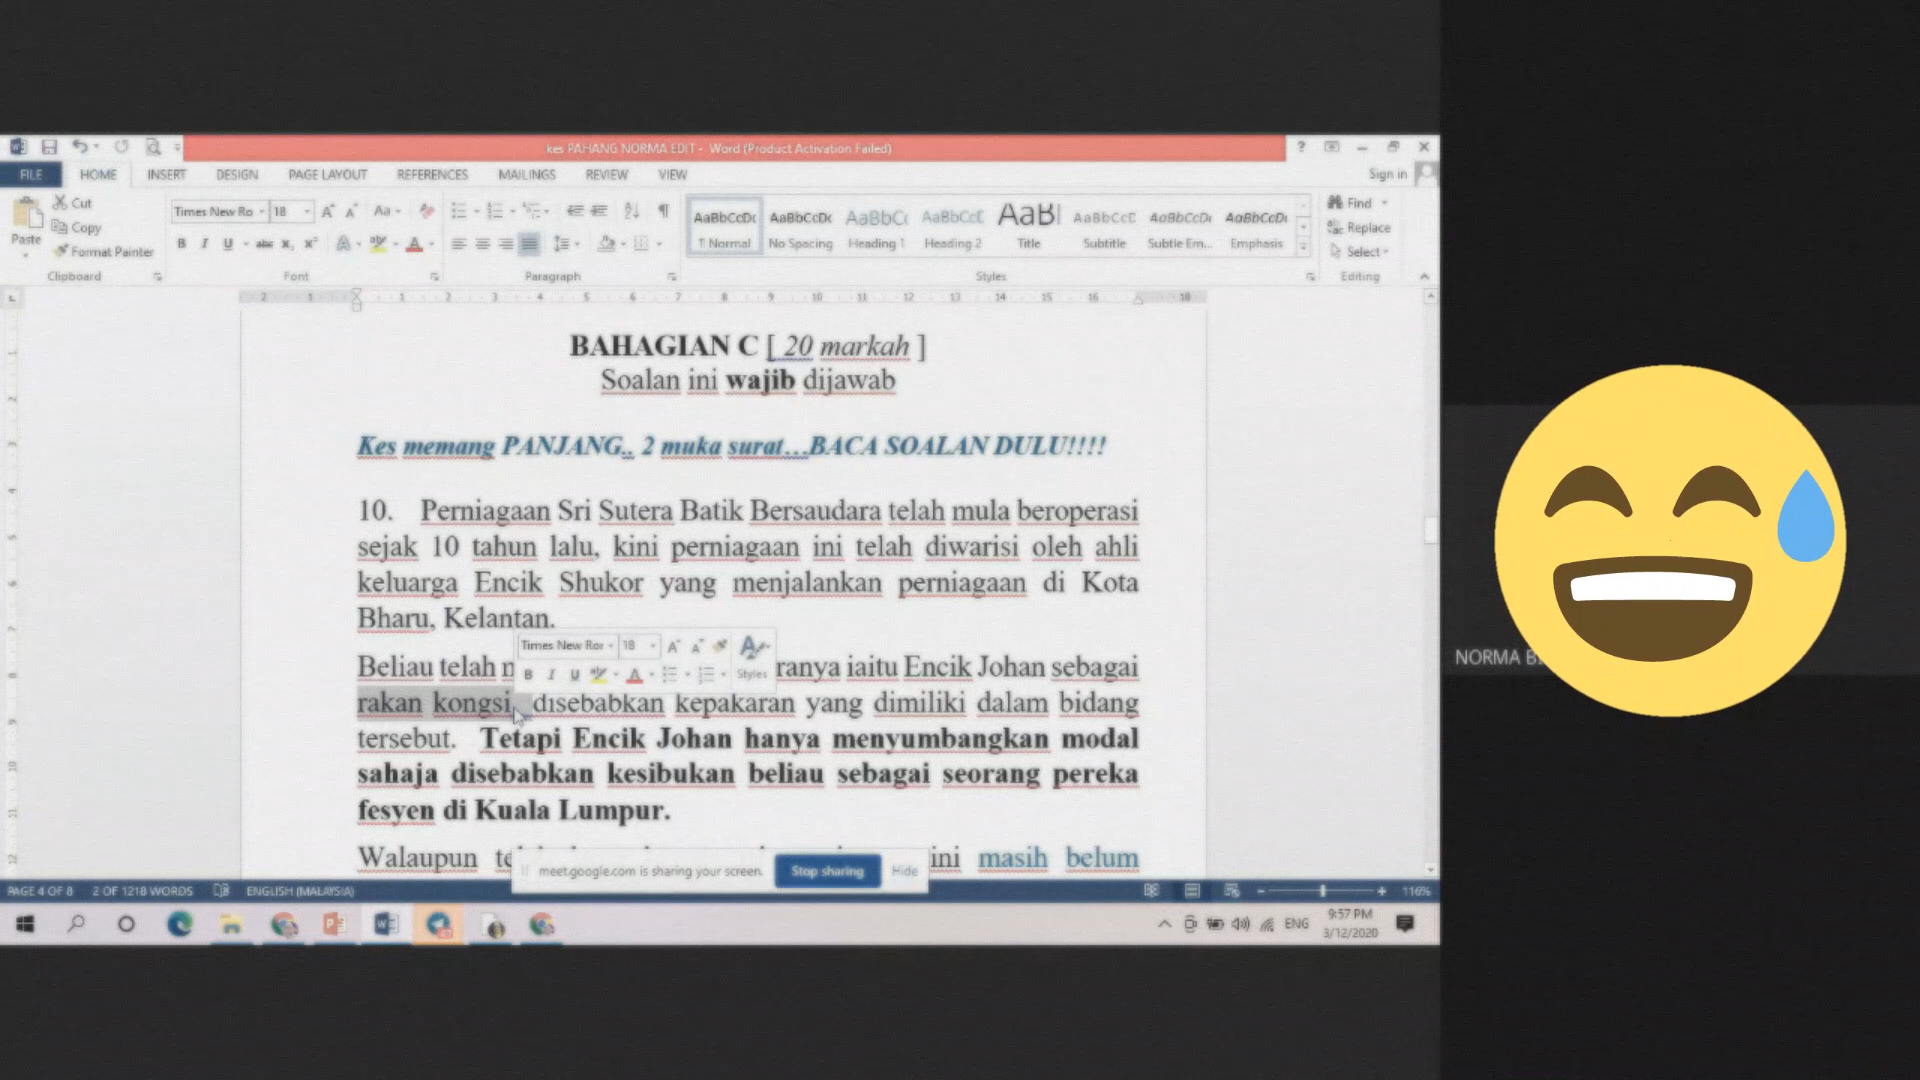 kes PAHANG NORMA EDIT - Word (Product Activation Failed)
FILE HOME INSERT DESIGN PAGE LAYOUT REFERENCES MAILINGS REVIEW VIEW Sign in
Cut
Copy
Format Painter
Paste
Clipboard
Times New Ro 18
Font
Paragraph
AaBbCcDc AaBbCcDc AaBbC( AaBbCcC AaB AaBbCcC AaBbCcDc AaBbCcDc
Normal No Spacing Heading 1 Heading 2 Title Subtitle Subtle Em... Emphasis
Styles
Find
Replace
Select
Editing
BAHAGIAN C [ 20 markah ]
Soalan ini wajib dijawab
Kes memang PANJANG.. 2 muka surat…BACA SOALAN DULU!!!!
10. Perniagaan Sri Sutera Batik Bersaudara telah mula beroperasi
sejak 10 tahun lalu, kini perniagaan ini telah diwarisi oleh ahli
keluarga Encik Shukor yang menjalankan perniagaan di Kota
Bharu, Kelantan.
Times New Ror 18
Styles
Beliau telah ranya iaitu Encik Johan sebagai
rakan kongsi disebabkan kepakaran yang dimiliki dalam bidang
tersebut. Tetapi Encik Johan hanya menyumbangkan modal
sahaja disebabkan kesibukan beliau sebagai seorang pereka
fesyen di Kuala Lumpur.
Walaupun ini masih belum
meet.google.com is sharing your screen. Stop sharing Hide
PAGE 4 OF 8 2 OF 1218 WORDS ENGLISH (MALAYSIA) 116%
ENG
9:57 PM
3/12/2020
NORMA